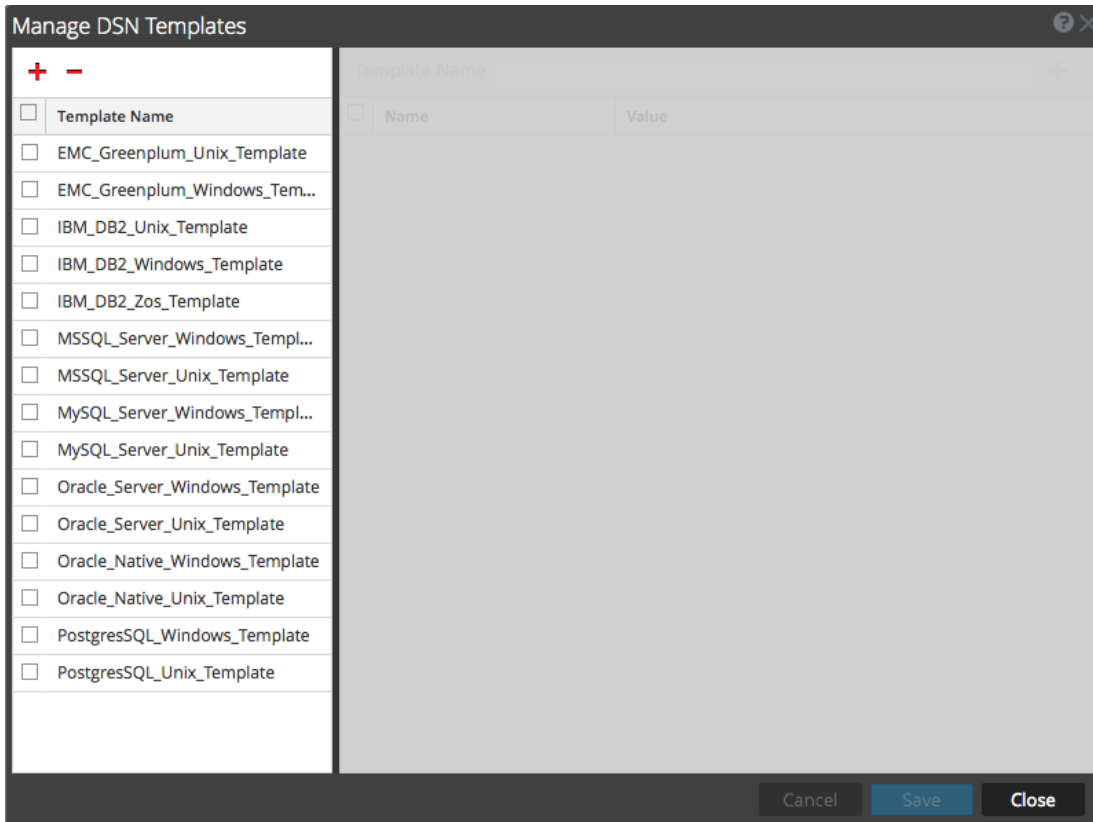 Manage DSN Templates
Template Name
Template Name
Name Value
EMC_Greenplum_Unix_Template
EMC_Greenplum_Windows_Tem...
IBM_DB2_Unix_Template
IBM_DB2_Windows_Template
IBM_DB2_Zos_Template
MSSQL_Server_Windows_Templ...
MSSQL_Server_Unix_Template
MySQL_Server_Windows_Templ...
MySQL_Server_Unix_Template
Oracle_Server_Windows_Template
Oracle_Server_Unix_Template
Oracle_Native_Windows_Template
Oracle_Native_Unix_Template
PostgresSQL_Windows_Template
PostgresSQL_Unix_Template
Cancel Save Close